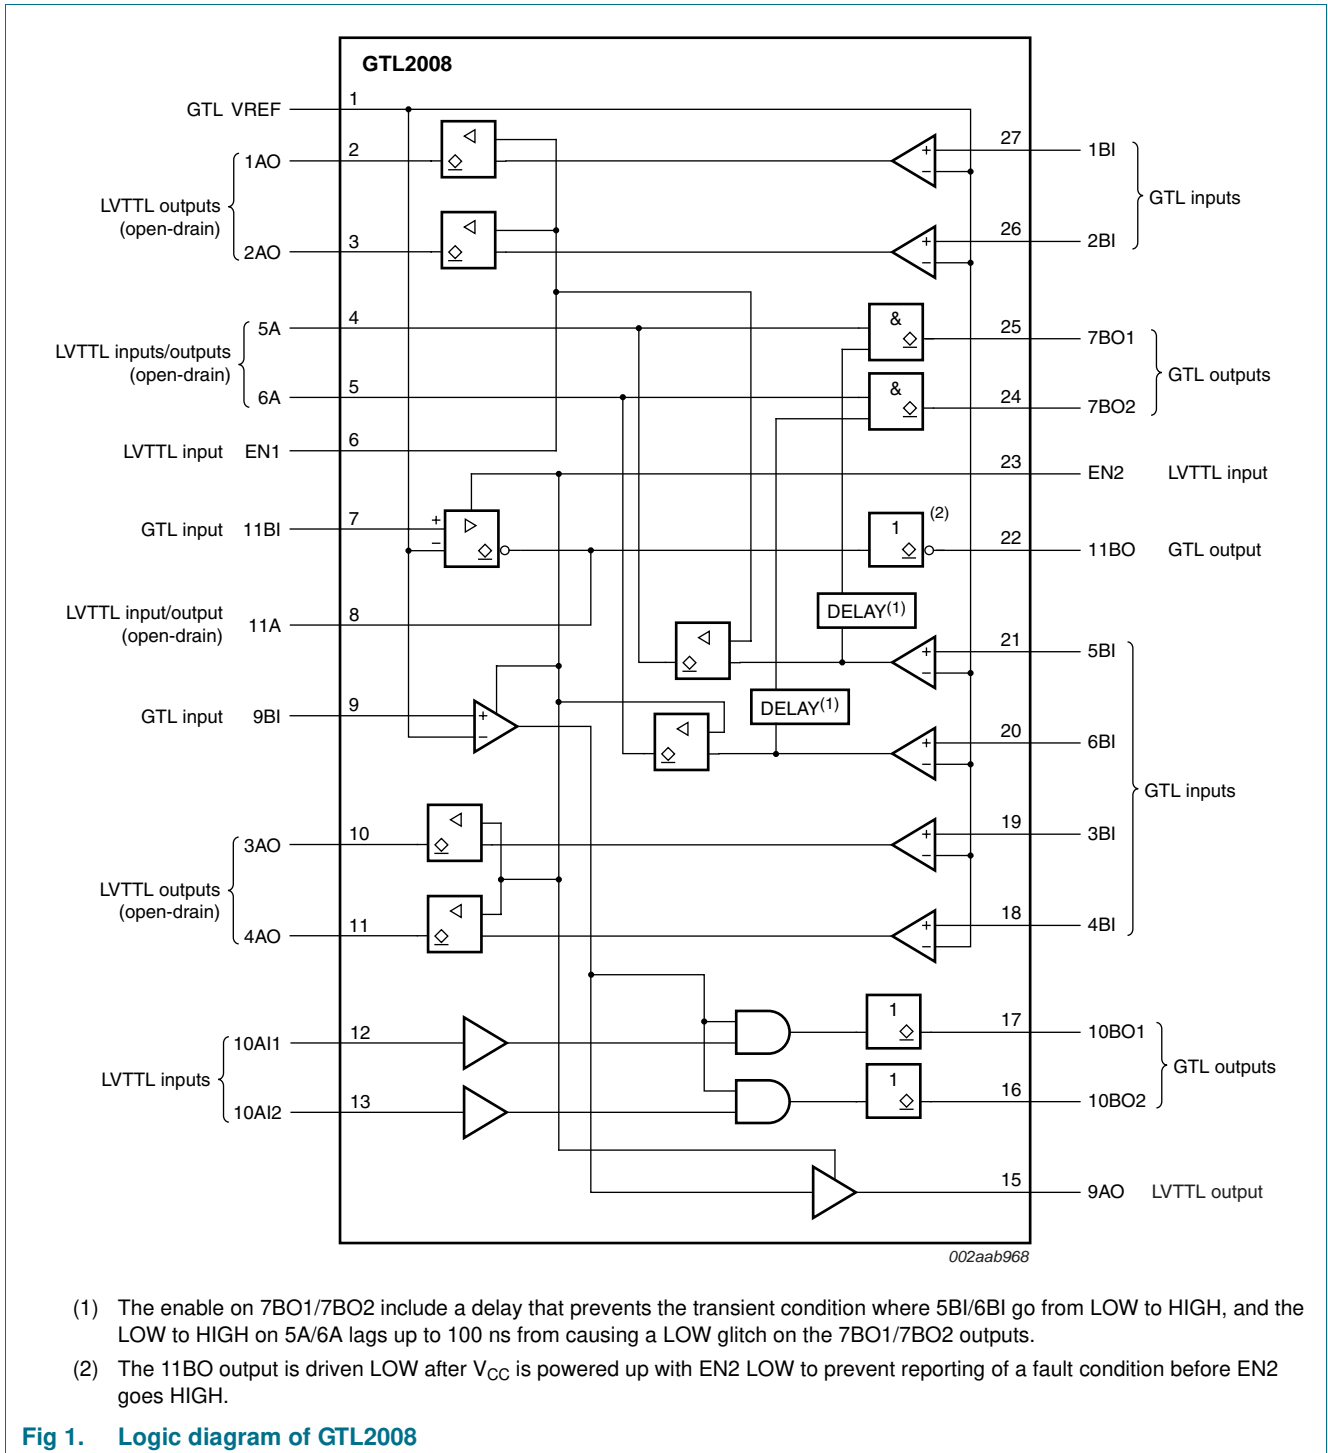 GTL2008
GTL VREF 1
1AO 2
27 1BI
LVTTL outputs
(open-drain)
GTL inputs
2AO 3
26 2BI
5A 4
25 7BO1
LVTTL inputs/outputs
(open-drain)
GTL outputs
6A 5
24 7BO2
&
&
LVTTL input EN1 6
23 EN2 LVTTL input
GTL input 11BI 7
+
−
1 (2)
22 11BO GTL output
LVTTL input/output
(open-drain)
11A 8
DELAY(1)
21 5BI
GTL input 9BI 9
DELAY(1)
20 6BI
GTL inputs
3AO 10
19 3BI
LVTTL outputs
(open-drain)
4AO 11
18 4BI
10AI1 12
1
17 10BO1
LVTTL inputs
GTL outputs
10AI2 13
1
16 10BO2
15 9AO LVTTL output
002aab968
(1) The enable on 7BO1/7BO2 include a delay that prevents the transient condition where 5BI/6BI go from LOW to HIGH, and the
LOW to HIGH on 5A/6A lags up to 100 ns from causing a LOW glitch on the 7BO1/7BO2 outputs.
(2) The 11BO output is driven LOW after VCC is powered up with EN2 LOW to prevent reporting of a fault condition before EN2
goes HIGH.
Fig 1. Logic diagram of GTL2008